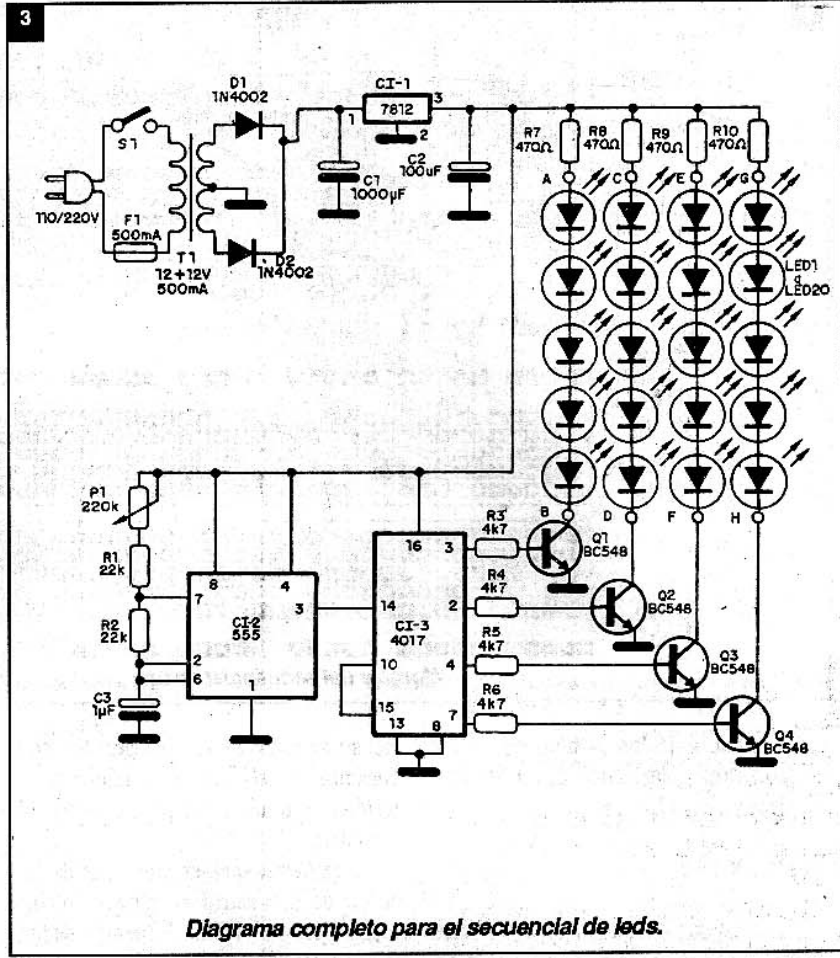 3
D1
1N4002
CI-1
7812
1
3
2
S1
110/220V
F1
500mA
T1
12+12V
500mA
D2
1N4002
C1
1000µF
C2
100uF
R7
470Ω
R8
470Ω
R9
470Ω
R10
470Ω
A
C
E
G
LED1
a
LED20
B
D
F
H
P1
220k
R1
22k
R2
22k
C3
1µF
8
4
7
CI-2
555
3
2
6
1
16
3
14
2
CI-3
4017
10
4
15
13
8
7
R3
4k7
R4
4k7
R5
4k7
R6
4k7
Q1
BC548
Q2
BC548
Q3
BC548
Q4
BC548
Diagrama completo para el secuencial de leds.